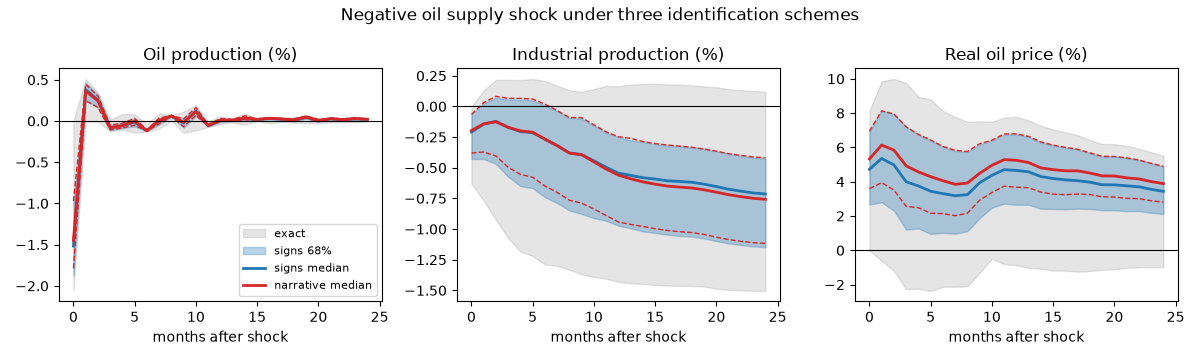 Negative oil supply shock under three identification schemes
Oil production (%)
0.5
0.0
−0.5
−1.0
−1.5
−2.0
0 5 10 15 20 25
months after shock
exact
signs 68%
signs median
narrative median
Industrial production (%)
0.25
0.00
−0.25
−0.50
−0.75
−1.00
−1.25
−1.50
0 5 10 15 20 25
months after shock
Real oil price (%)
10
8
6
4
2
0
−2
0 5 10 15 20 25
months after shock